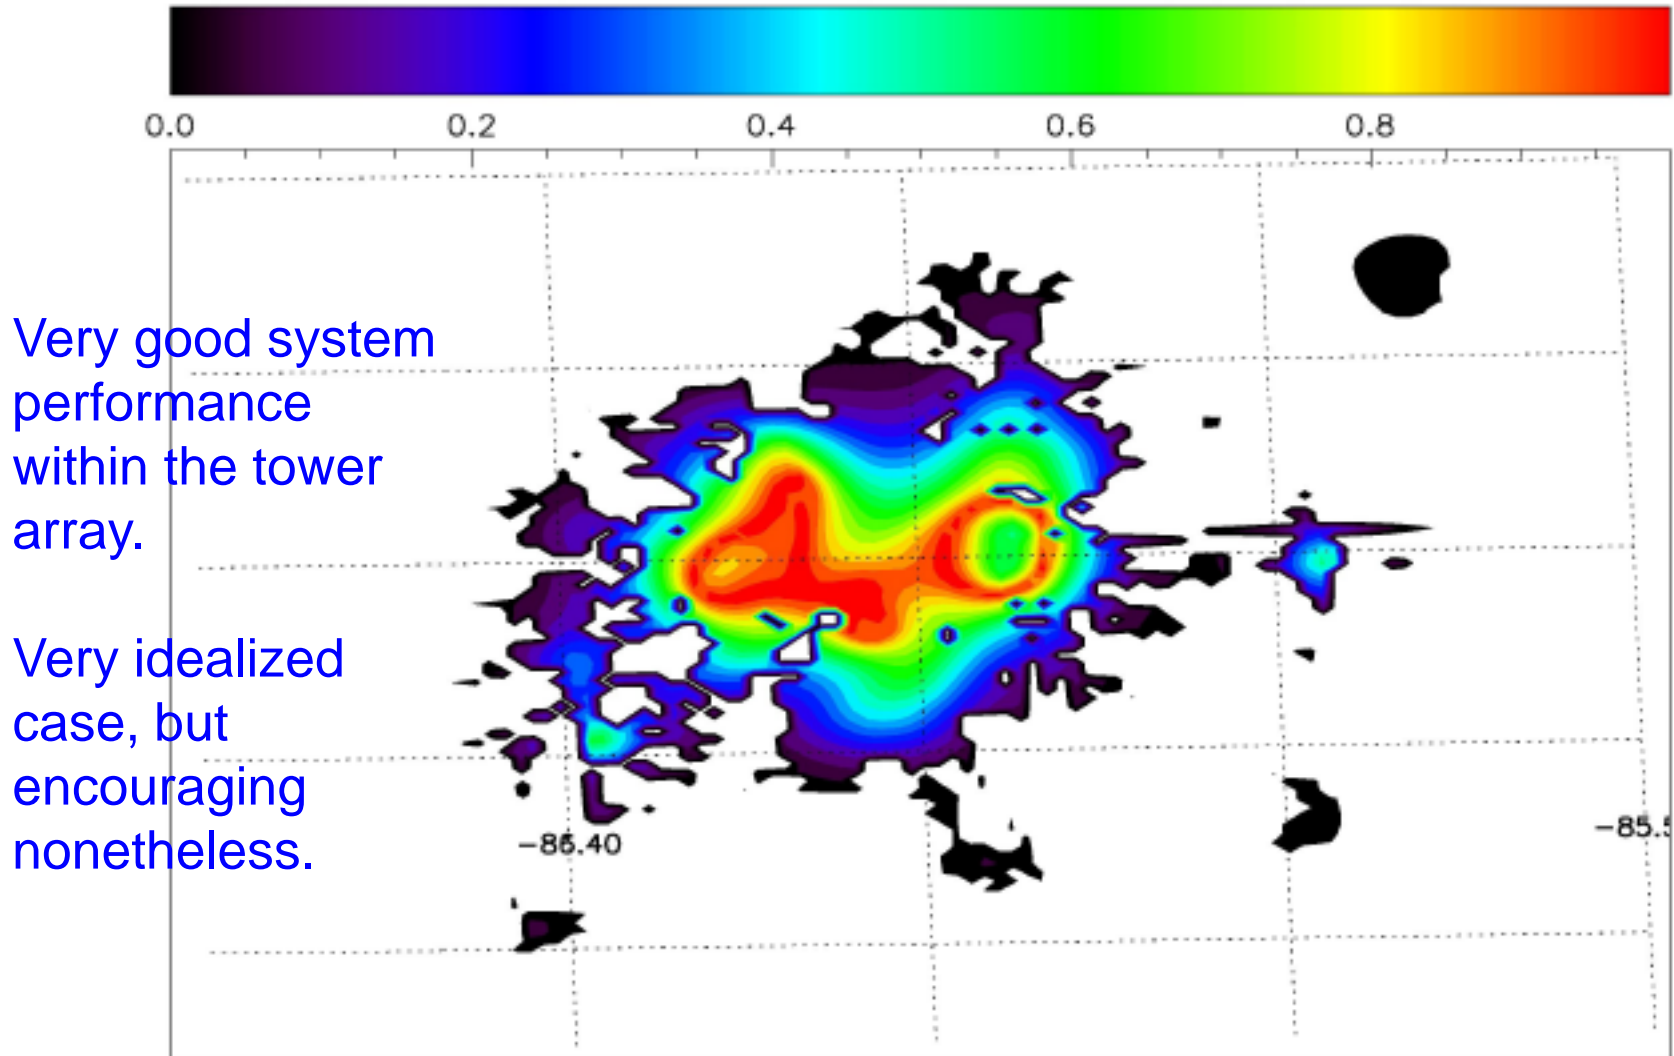 0.0 0.2 0.4 0.6 0.8
Very good system
performance
within the tower
array.
Very idealized
case, but
encouraging
nonetheless.
-85.40